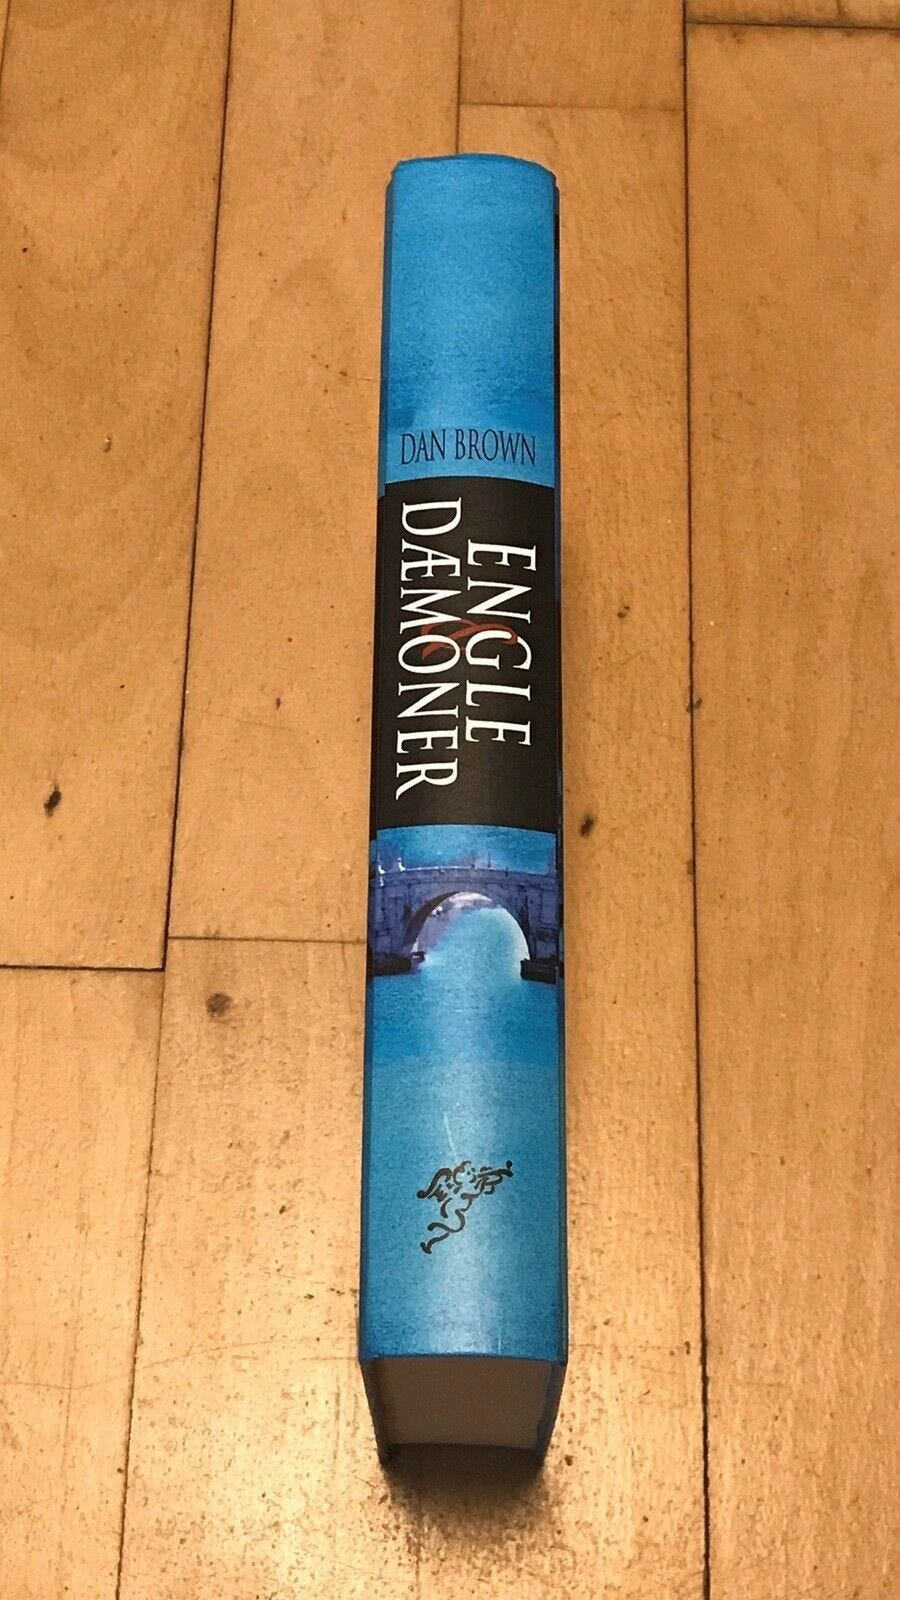 DAN BROWN
ENGLE
&
DÆMONER